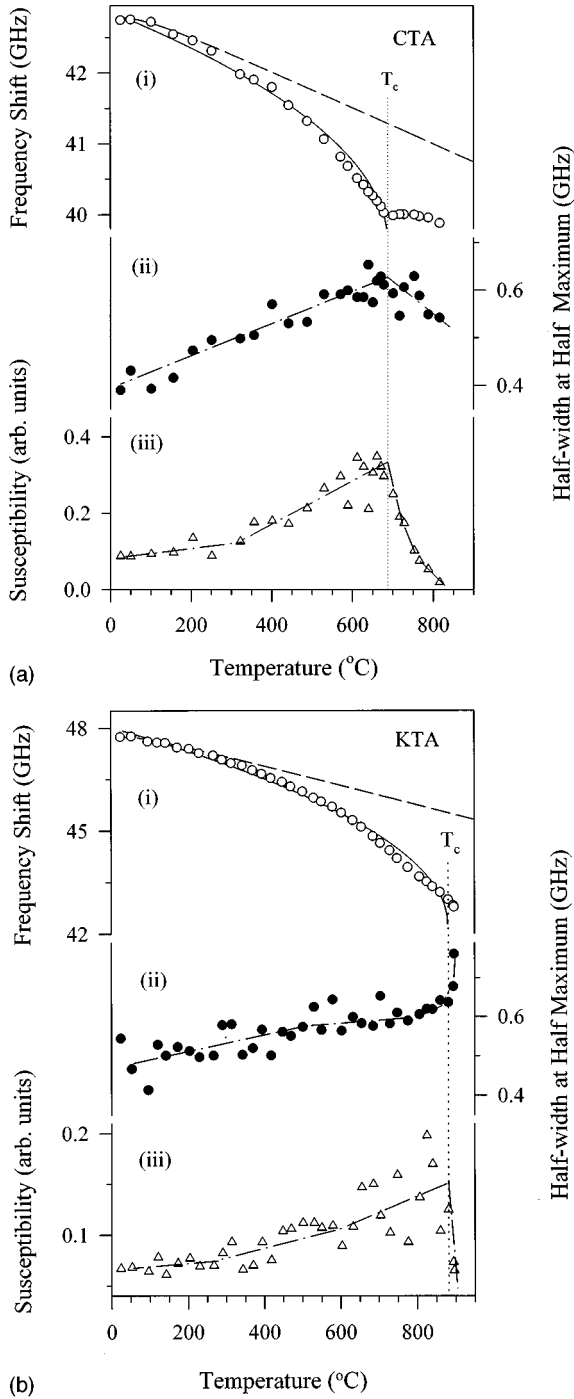 CTA
Frequency Shift (GHz)
42
41
40
(i)
T_c
(ii)
Half-width at Half Maximum (GHz)
0.6
0.4
Susceptibility (arb. units)
0.4
0.2
0.0
(iii)
0 200 400 600 800
Temperature (°C)
(a)
KTA
Frequency Shift (GHz)
48
45
42
(i)
T_c
(ii)
Half-width at Half Maximum (GHz)
0.6
0.4
Susceptibility (arb. units)
0.2
0.1
(iii)
0 200 400 600 800
Temperature (°C)
(b)